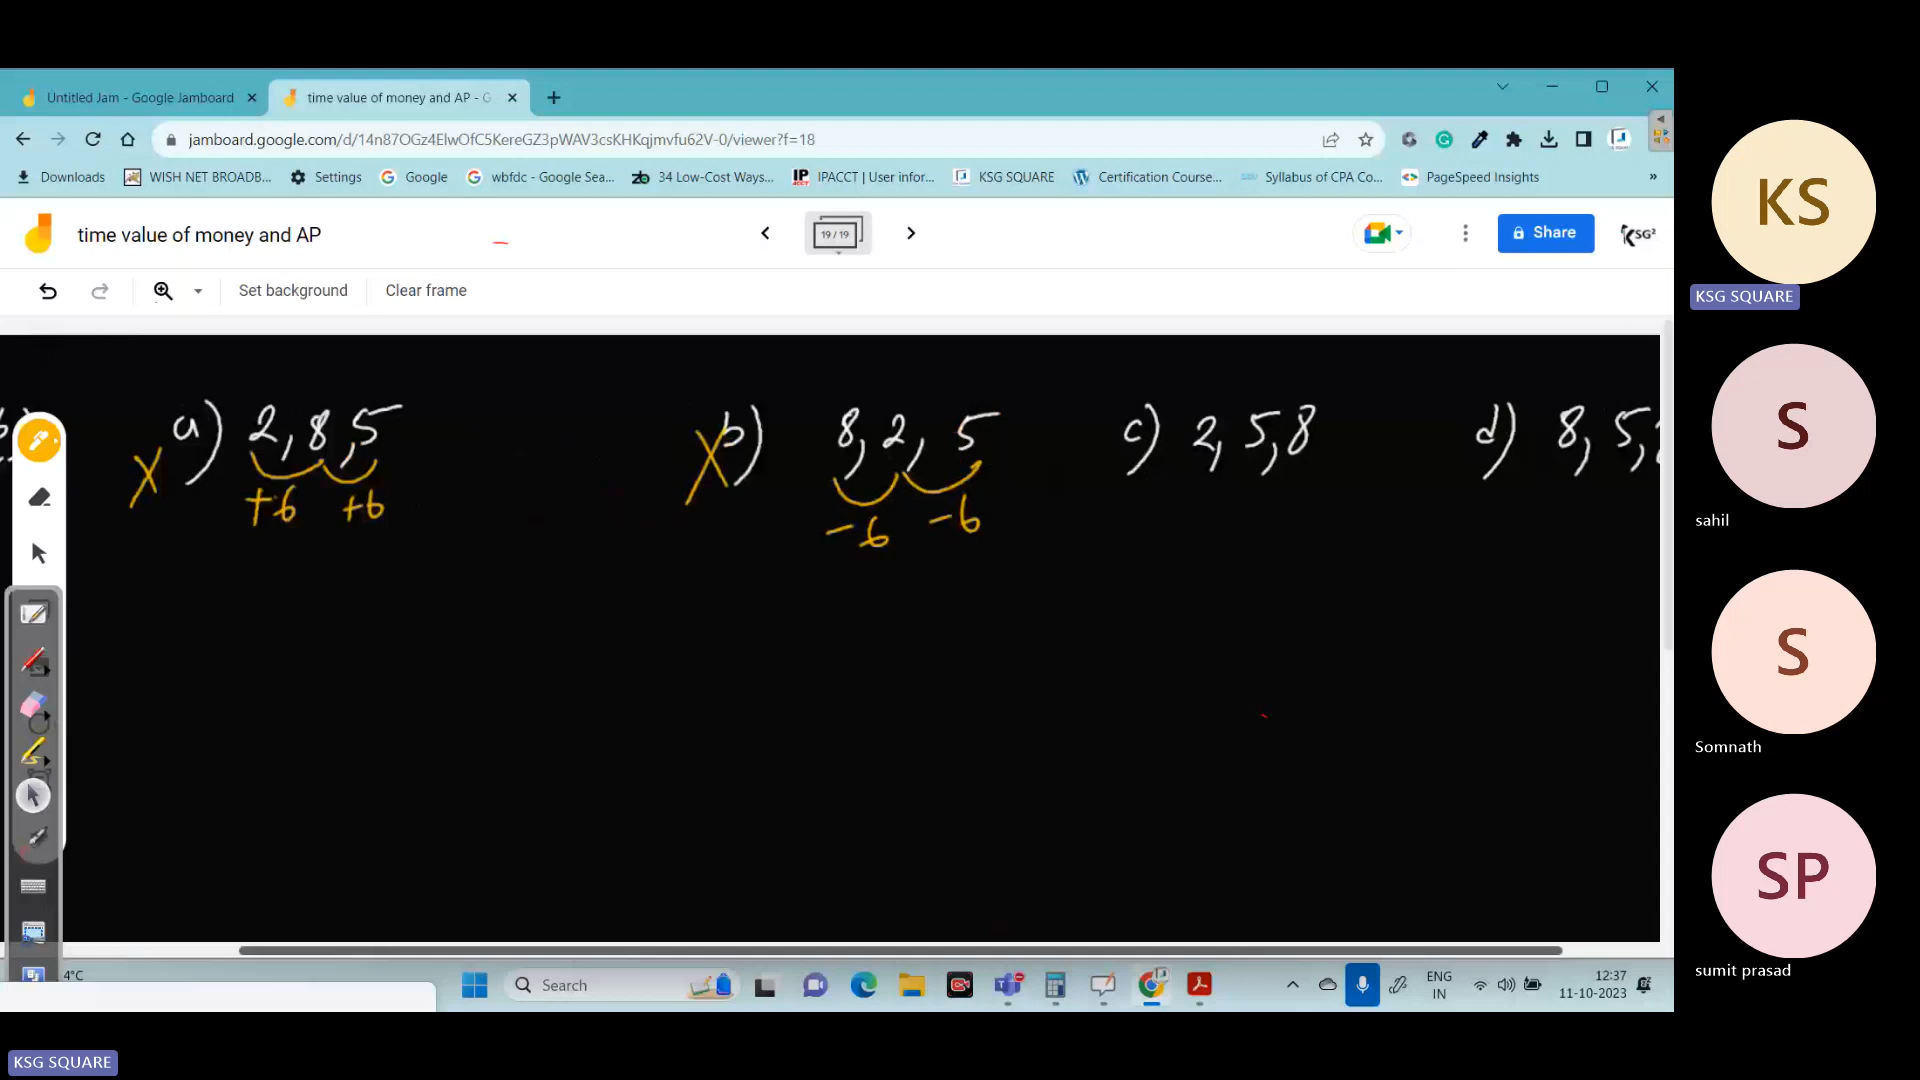 Untitled Jam - Google Jamboard
time value of money and AP - G
jamboard.google.com/d/14n87OGz4ElwOfC5KereGZ3pWAV3csKHKqjmvfu62V-0/viewer?f=18
Downloads WISH NET BROADB... Settings Google wbfdc - Google Sea... 34 Low-Cost Ways... IPACCT | User infor... KSG SQUARE Certification Course... Syllabus of CPA Co... PageSpeed Insights »
time value of money and AP
19 / 19
Share
KSG²
Set background Clear frame
X a) 2, 8, 5
+6 +6
X b) 8, 2, 5
-6 -6
c) 2, 5, 8
d) 8, 5,
4°C
Search
ENG
IN
12:37
11-10-2023
KS
KSG SQUARE
S
sahil
S
Somnath
SP
sumit prasad
KSG SQUARE